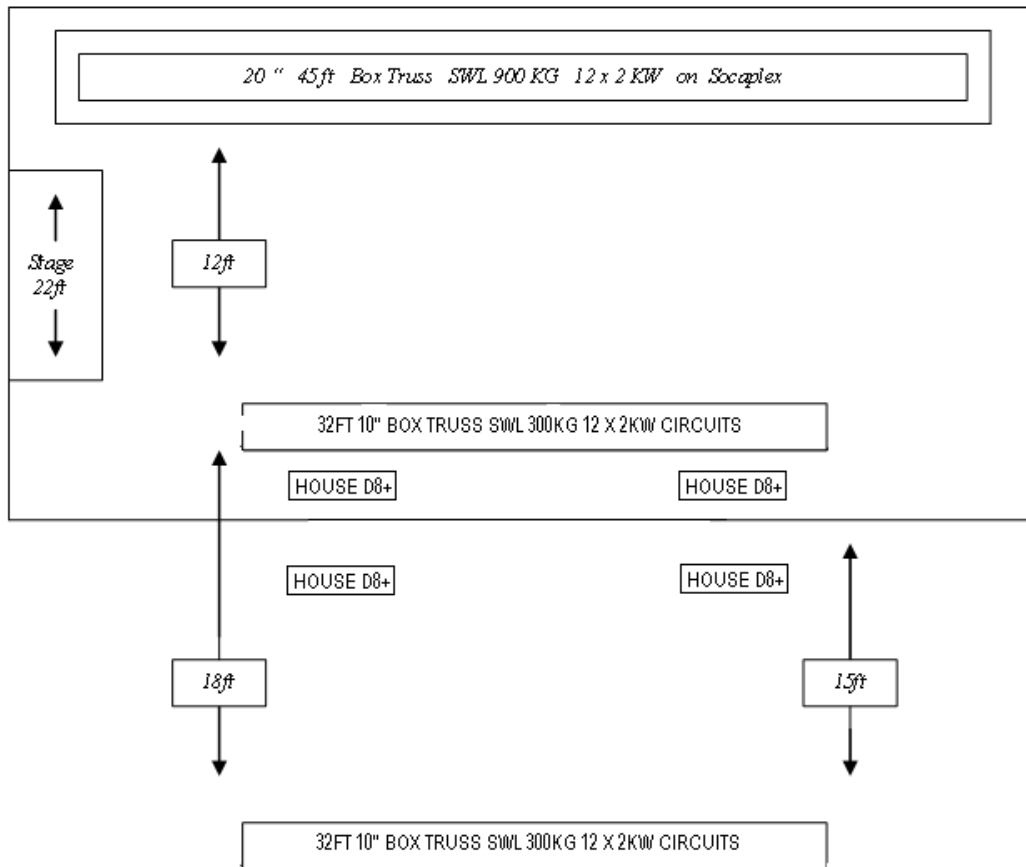 20 “ 45ft Box Truss SWL 900 KG 12 x 2 KW on Socaplex
Stage
22ft
12ft
32FT 10" BOX TRUSS SWL 300KG 12 X 2KW CIRCUITS
HOUSE D8+
HOUSE D8+
HOUSE D8+
HOUSE D8+
18ft
15ft
32FT 10" BOX TRUSS SWL 300KG 12 X 2KW CIRCUITS